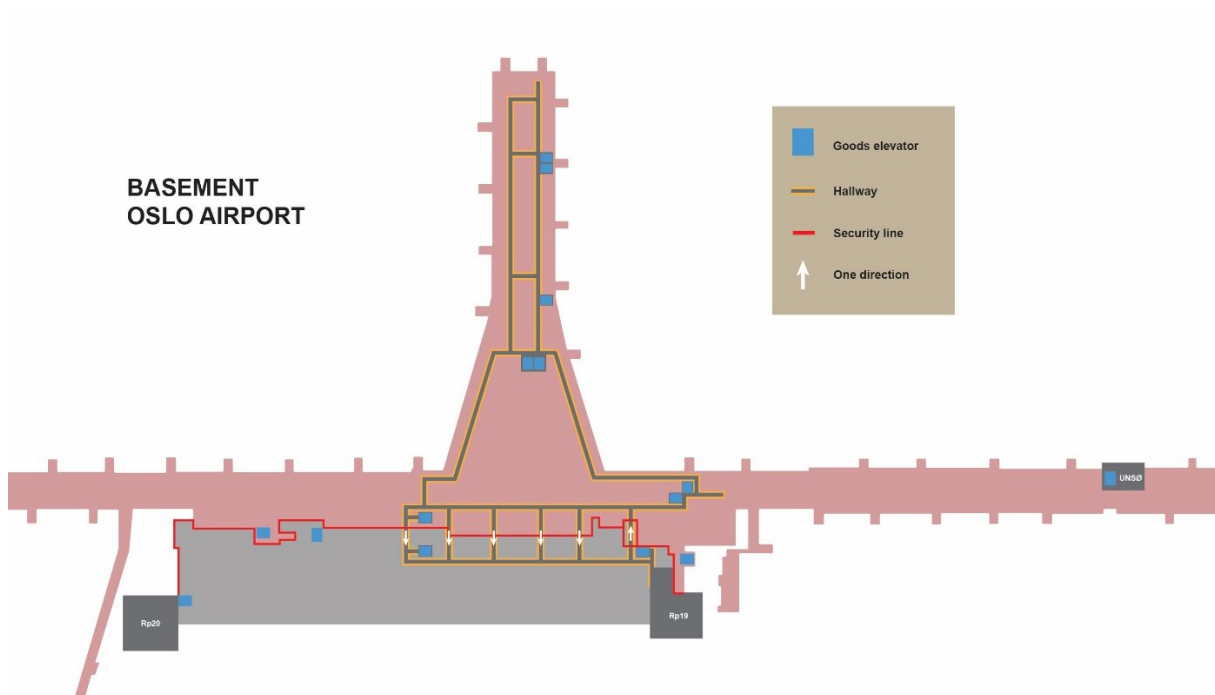 BASEMENT
OSLO AIRPORT
Goods elevator
Hallway
Security line
One direction
UNSØ
Rp20
Rp19